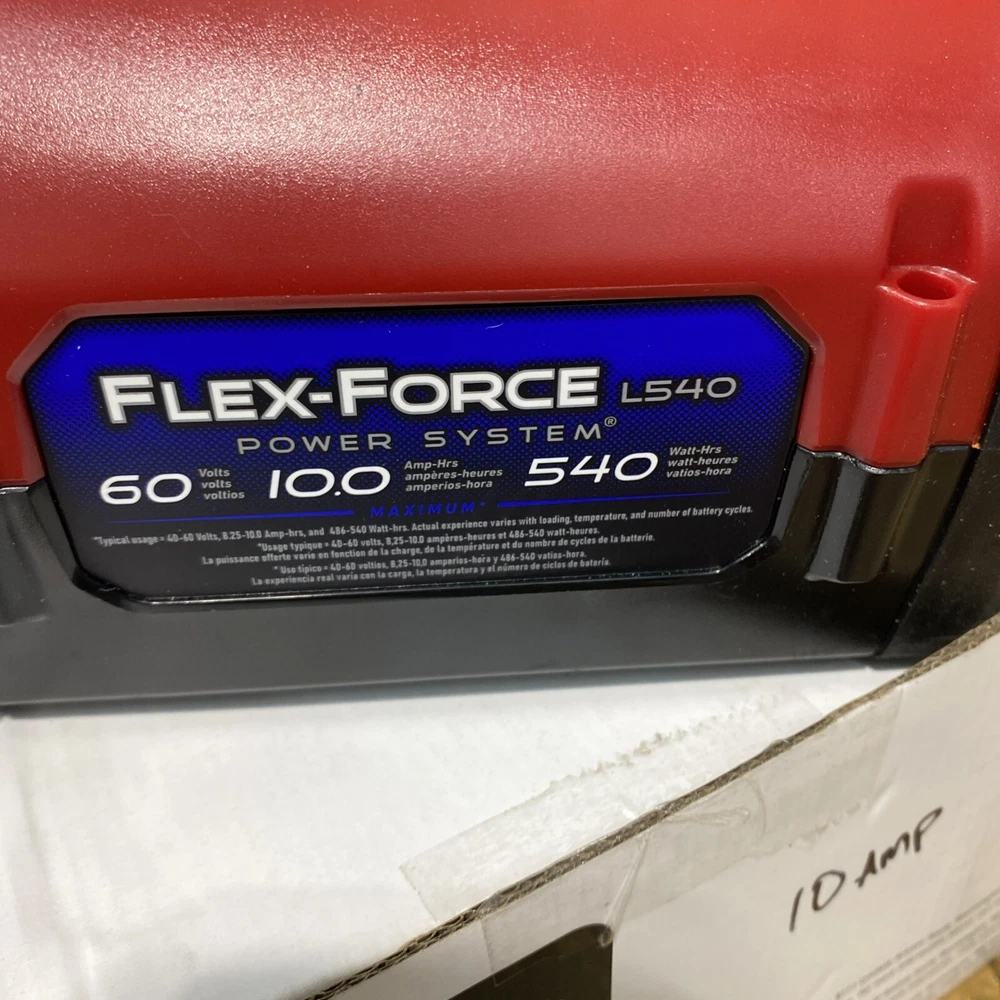 FLEX-FORCE L540
POWER SYSTEM®
60 Volts volts voltios 10.0 Amp-Hrs ampères-heures amperios-hora 540 Watt-Hrs watt-heures vatios-hora
MAXIMUM*
*Typical usage = 40-60 Volts, 8.25-10.0 Amp-hrs, and 486-540 Watt-hrs. Actual experience varies with loading, temperature, and number of battery cycles.
*Usage typique = 40-60 volts, 8,25-10,0 ampères-heures et 486-540 watt-heures.
La puissance offerte varie en fonction de la charge, de la température et du nombre de cycles de la batterie.
* Uso típico = 40-60 voltios, 8,25-10,0 amperios-hora y 486-540 vatios-hora.
La experiencia real varía con la carga, la temperatura y el número de ciclos de batería.
10 AMP